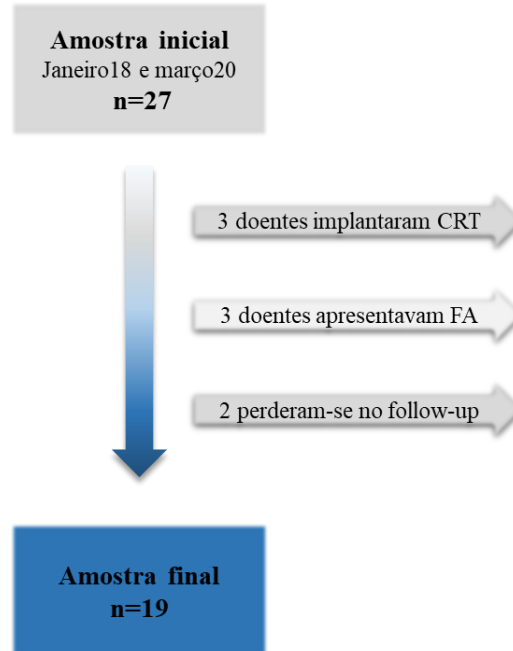 Amostra inicial
Janeiro18 e março20
n=27
3 doentes implantaram CRT
3 doentes apresentavam FA
2 perderam-se no follow-up
Amostra final
n=19